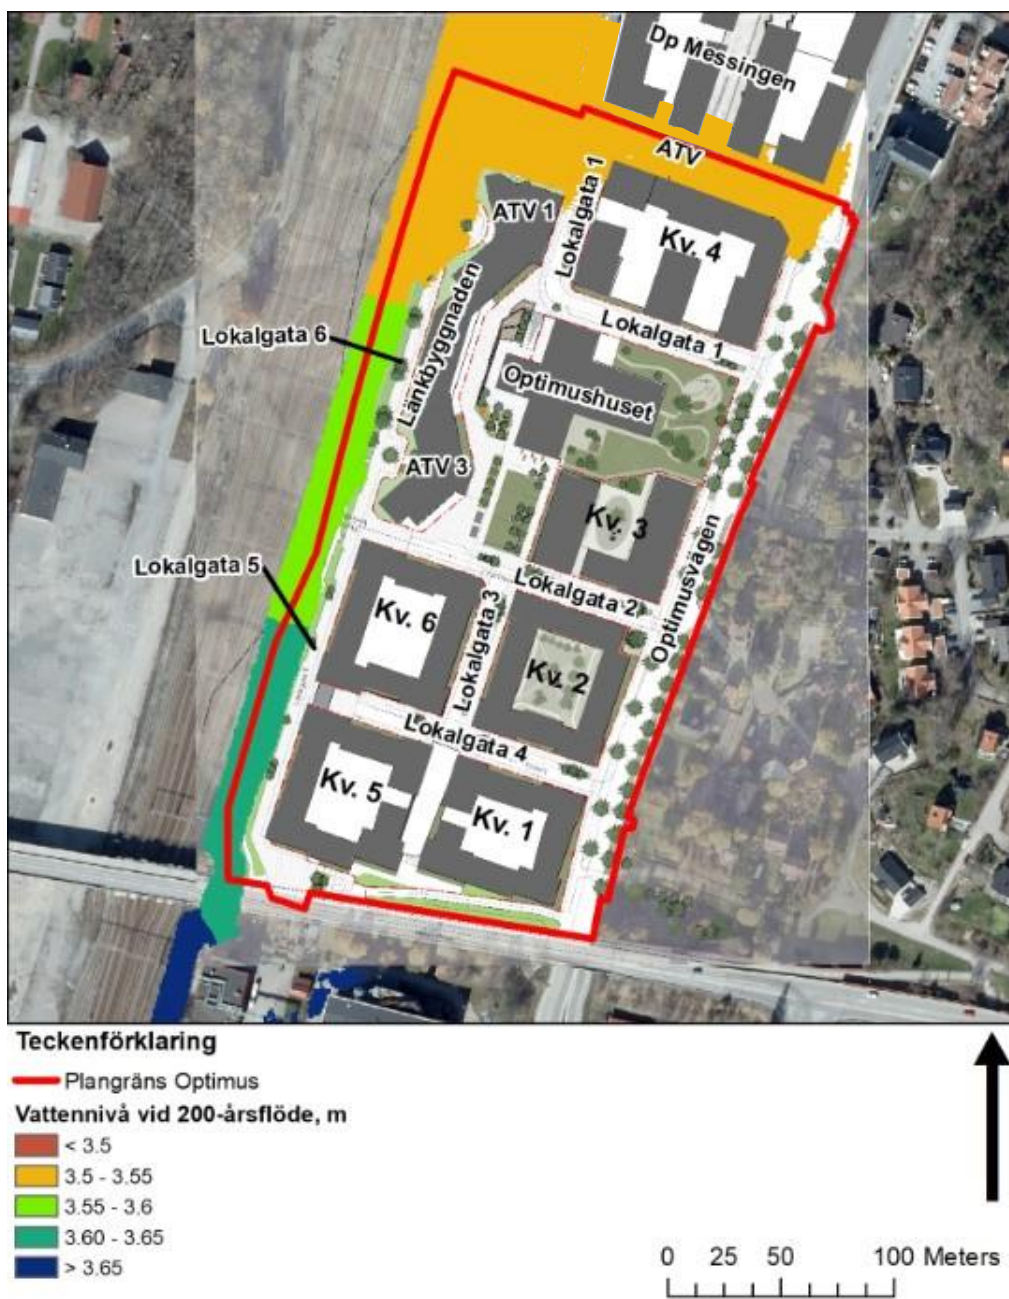 Dp Messingen
ATV
ATV 1
Lokalgata 1
Kv. 4
Lokalgata 6
Länkbyggnaden
Lokalgata 1
Optimushuset
ATV 3
Kv. 3
Optimusvägen
Lokalgata 5
Lokalgata 2
Kv. 6
Lokalgata 3
Kv. 2
Lokalgata 4
Kv. 5
Kv. 1
Teckenförklaring
Plangräns Optimus
Vattennivå vid 200-årsflöde, m
< 3.5
3.5 - 3.55
3.55 - 3.6
3.60 - 3.65
> 3.65
0 25 50 100 Meters